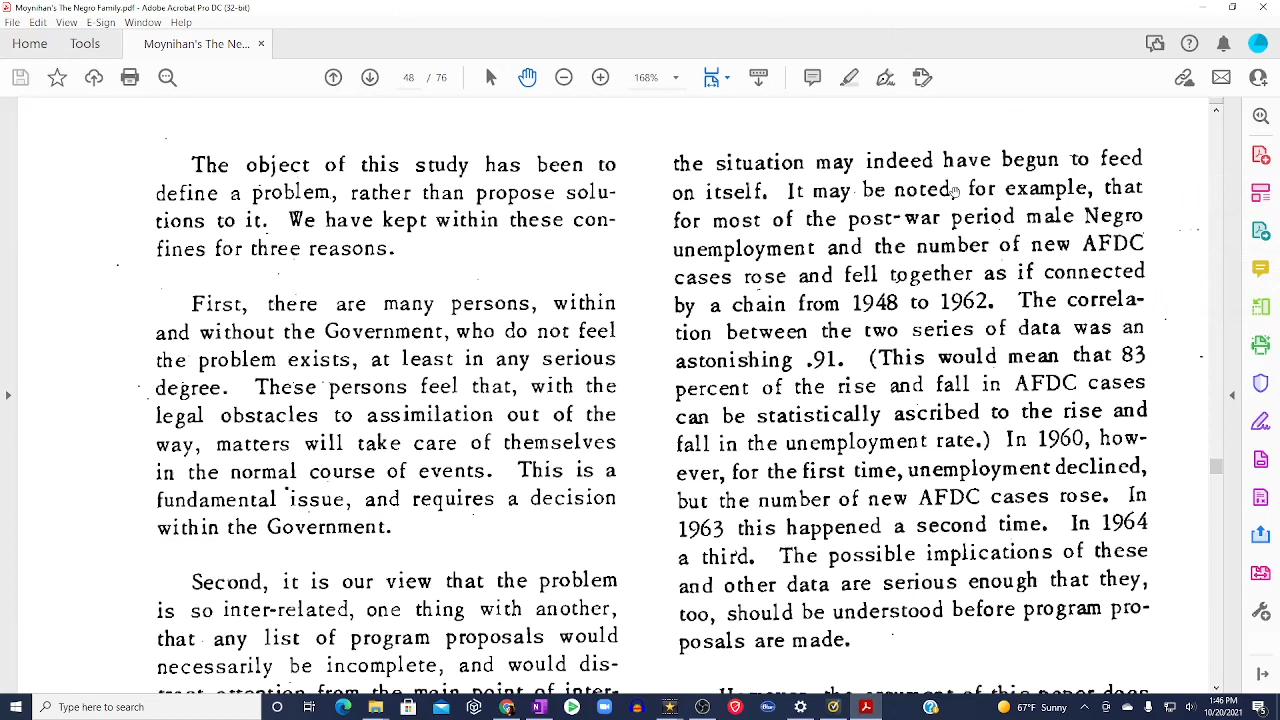 Moynihan's The Negro Family.pdf - Adobe Acrobat Pro DC (32-bit)
File Edit View E-Sign Window Help
Home Tools Moynihan's The Ne... ×
48 / 76
168%
The object of this study has been to
define a problem, rather than propose solu-
tions to it. We have kept within these con-
fines for three reasons.
First, there are many persons, within
and without the Government, who do not feel
the problem exists, at least in any serious
degree. These persons feel that, with the
legal obstacles to assimilation out of the
way, matters will take care of themselves
in the normal course of events. This is a
fundamental issue, and requires a decision
within the Government.
Second, it is our view that the problem
is so inter-related, one thing with another,
that any list of program proposals would
necessarily be incomplete, and would dis-
tract attention from the main point of inter-
the situation may indeed have begun to feed
on itself. It may be noted, for example, that
for most of the post-war period male Negro
unemployment and the number of new AFDC
cases rose and fell together as if connected
by a chain from 1948 to 1962. The correla-
tion between the two series of data was an
astonishing .91. (This would mean that 83
percent of the rise and fall in AFDC cases
can be statistically ascribed to the rise and
fall in the unemployment rate.) In 1960, how-
ever, for the first time, unemployment declined,
but the number of new AFDC cases rose. In
1963 this happened a second time. In 1964
a third. The possible implications of these
and other data are serious enough that they,
too, should be understood before program pro-
posals are made.
However, the argument of this paper does
Type here to search
67°F Sunny
1:46 PM
10/20/2021